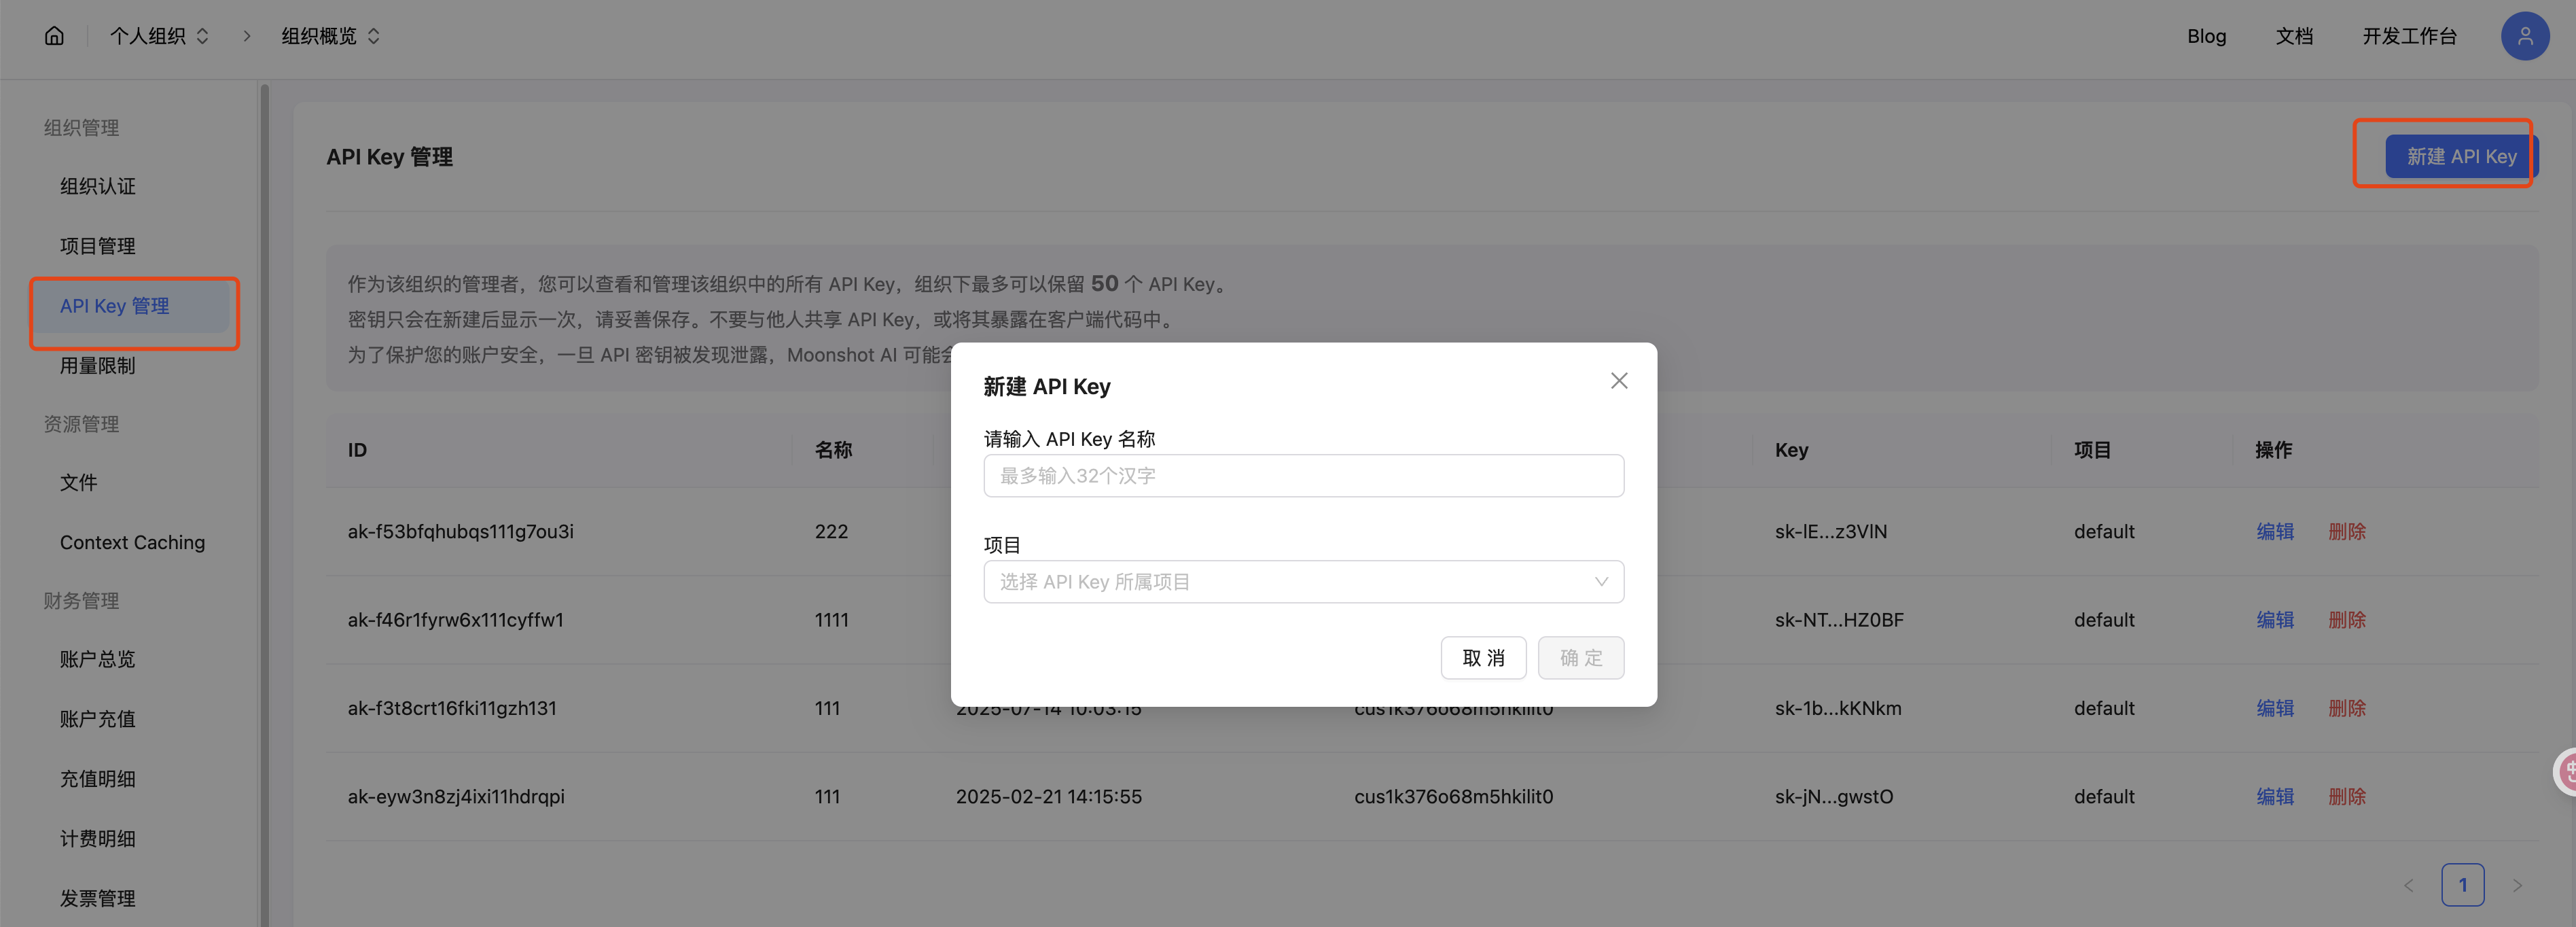 个人组织
组织概览
Blog
文档
开发工作台
组织管理
组织认证
项目管理
API Key 管理
用量限制
资源管理
文件
Context Caching
财务管理
账户总览
账户充值
充值明细
计费明细
发票管理
API Key 管理
新建 API Key
作为该组织的管理者，您可以查看和管理该组织中的所有 API Key，组织下最多可以保留 50 个 API Key。
密钥只会在新建后显示一次，请妥善保存。不要与他人共享 API Key，或将其暴露在客户端代码中。
为了保护您的账户安全，一旦 API 密钥被发现泄露，Moonshot AI 可能会
ID 名称 Key 项目 操作
ak-f53bfqhubqs111g7ou3i 222 sk-lE...z3VlN default 编辑 删除
ak-f46r1fyrw6x111cyffw1 1111 sk-NT...HZ0BF default 编辑 删除
ak-f3t8crt16fki11gzh131 111 2025-07-14 10:03:15 cus1k376o68m5hkilit0 sk-1b...kKNkm default 编辑 删除
ak-eyw3n8zj4ixi11hdrqpi 111 2025-02-21 14:15:55 cus1k376o68m5hkilit0 sk-jN...gwstO default 编辑 删除
1
新建 API Key
请输入 API Key 名称
最多输入32个汉字
项目
选择 API Key 所属项目
取 消
确 定